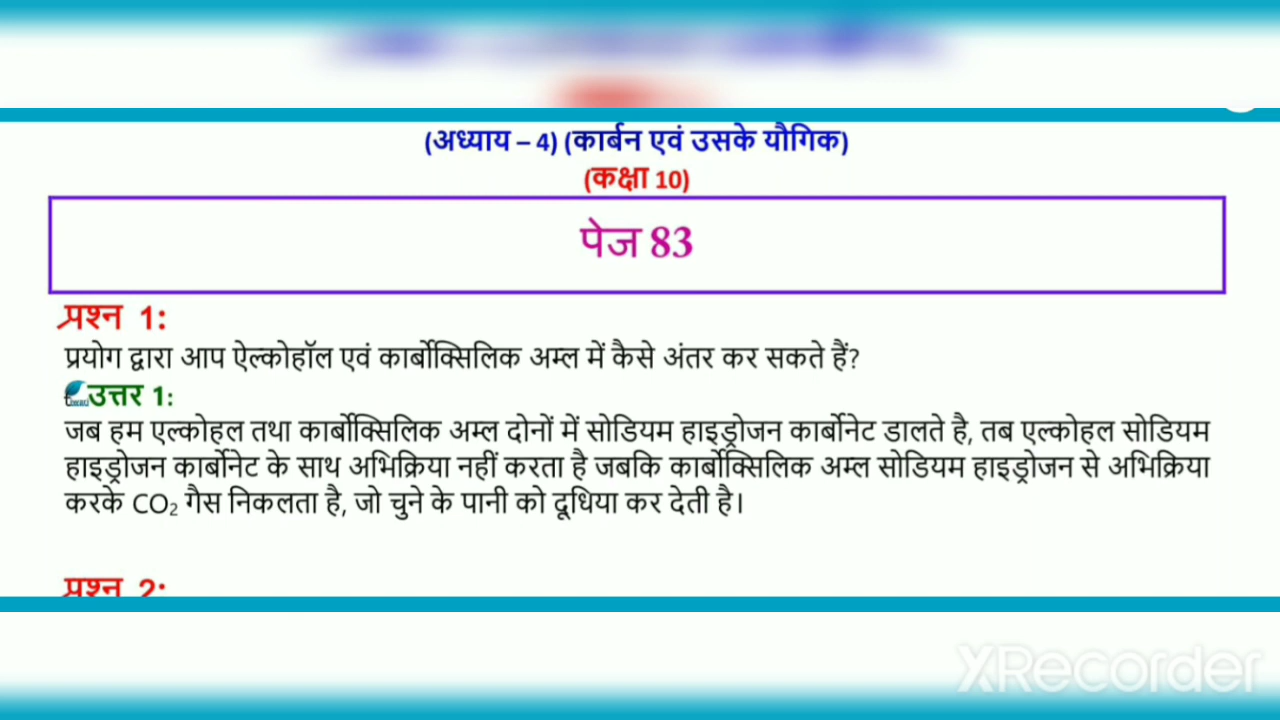 (अध्याय – 4) (कार्बन एवं उसके यौगिक)
(कक्षा 10)
पेज 83
प्रश्न 1:
प्रयोग द्वारा आप ऐल्कोहॉल एवं कार्बोक्सिलिक अम्ल में कैसे अंतर कर सकते हैं?
उत्तर 1:
जब हम एल्कोहल तथा कार्बोक्सिलिक अम्ल दोनों में सोडियम हाइड्रोजन कार्बोनेट डालते है, तब एल्कोहल सोडियम
हाइड्रोजन कार्बोनेट के साथ अभिक्रिया नहीं करता है जबकि कार्बोक्सिलिक अम्ल सोडियम हाइड्रोजन से अभिक्रिया
करके CO₂ गैस निकलता है, जो चुने के पानी को दूधिया कर देती है।
प्रश्न 2:
XRecorder